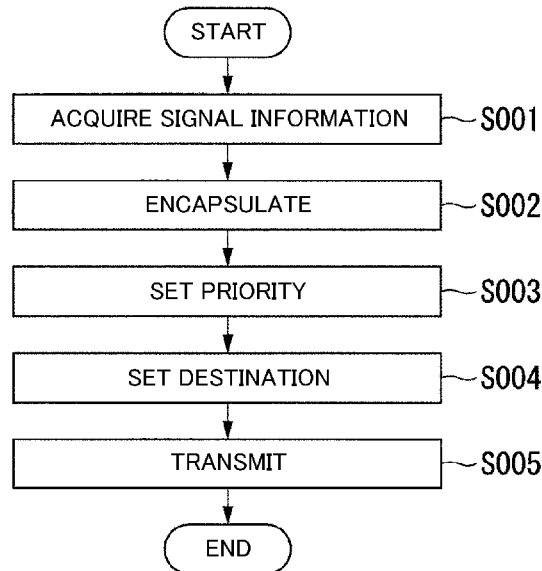 START
ACQUIRE SIGNAL INFORMATION S001
ENCAPSULATE S002
SET PRIORITY S003
SET DESTINATION S004
TRANSMIT S005
END